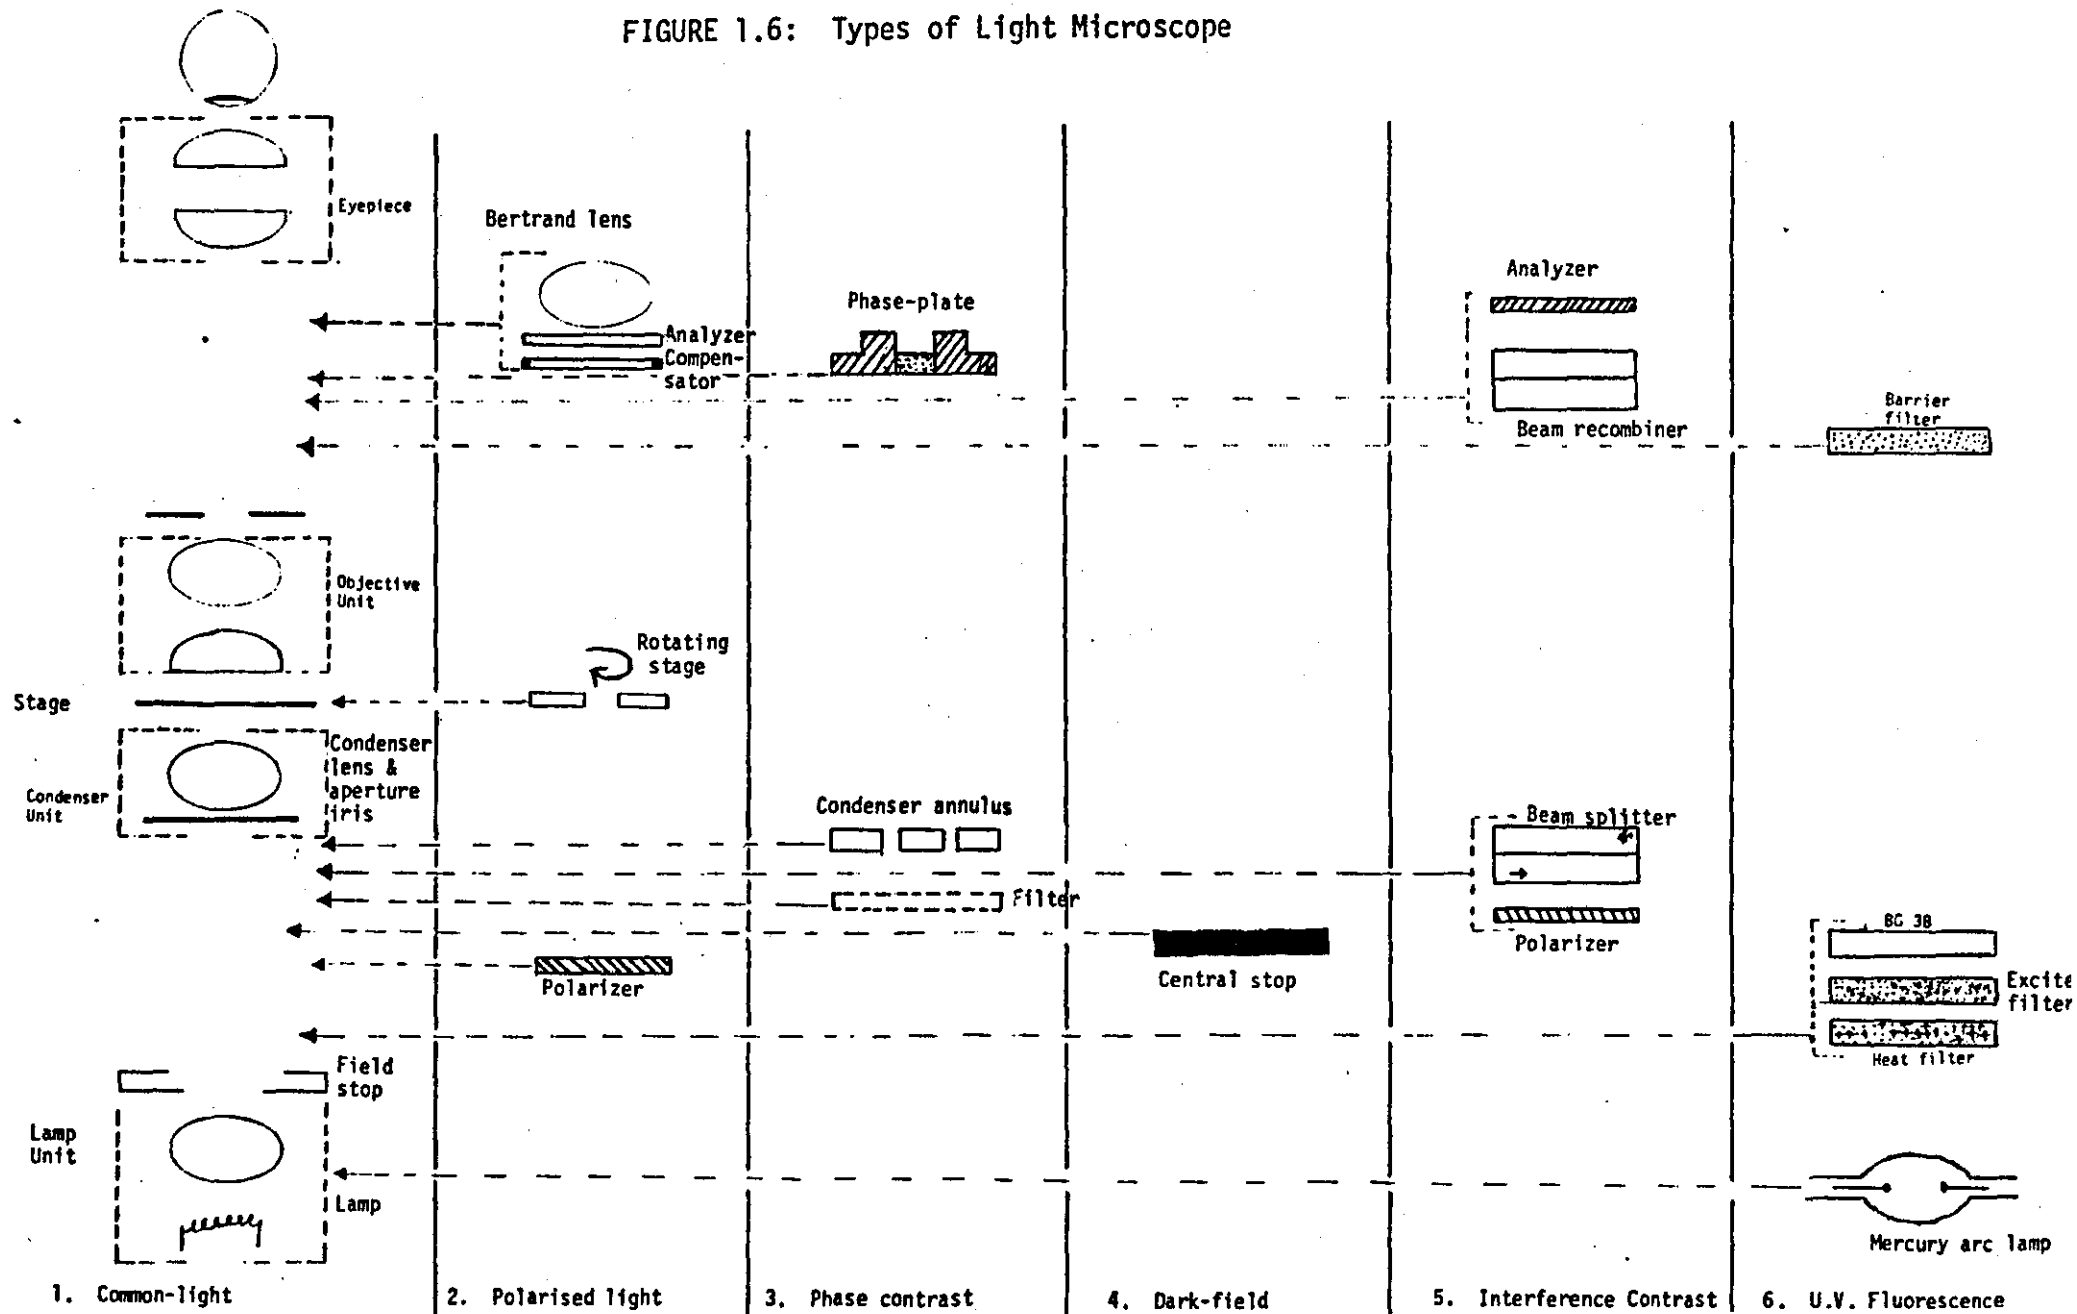 FIGURE 1.6: Types of Light Microscope
Eyepiece
Objective
Unit
Stage
Condenser
lens &
aperture
iris
Condenser
Unit
Field
stop
Lamp
Unit
Lamp
1. Common-light
Bertrand lens
Analyzer
Compen-
sator
Rotating
stage
Polarizer
2. Polarised light
Phase-plate
Condenser annulus
Filter
3. Phase contrast
Central stop
4. Dark-field
Analyzer
Beam recombiner
Beam splitter
Polarizer
5. Interference Contrast
Barrier
filter
BG 38
Excite
filter
Heat filter
Mercury arc lamp
6. U.V. Fluorescence